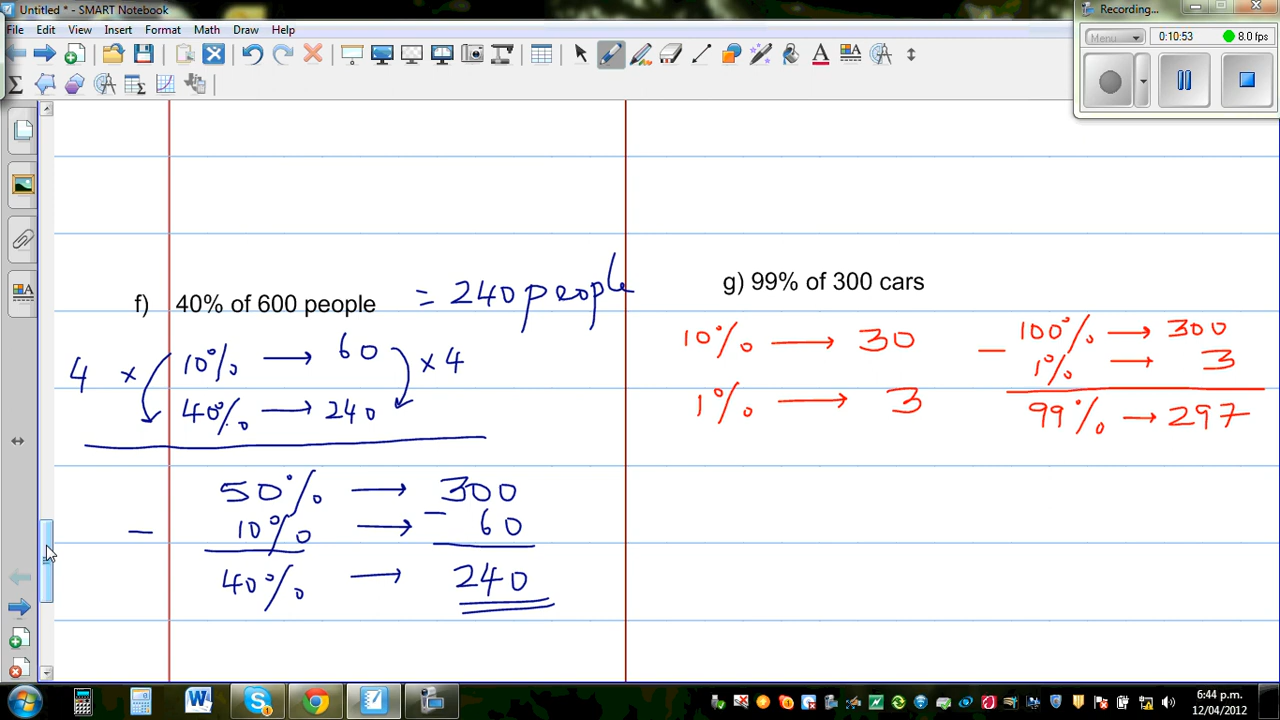 Untitled * - SMART Notebook
File Edit View Insert Format Math Draw Help
Recording...
Menu 0:10:53 8.0 fps
f) 40% of 600 people = 240 people
10% → 60
4 × × 4
40% → 240
50% → 300
− 10% → − 60
40% → 240
g) 99% of 300 cars
10% → 30
1% → 3
100% → 300
− 1% → 3
99% → 297
6:44 p.m.
12/04/2012